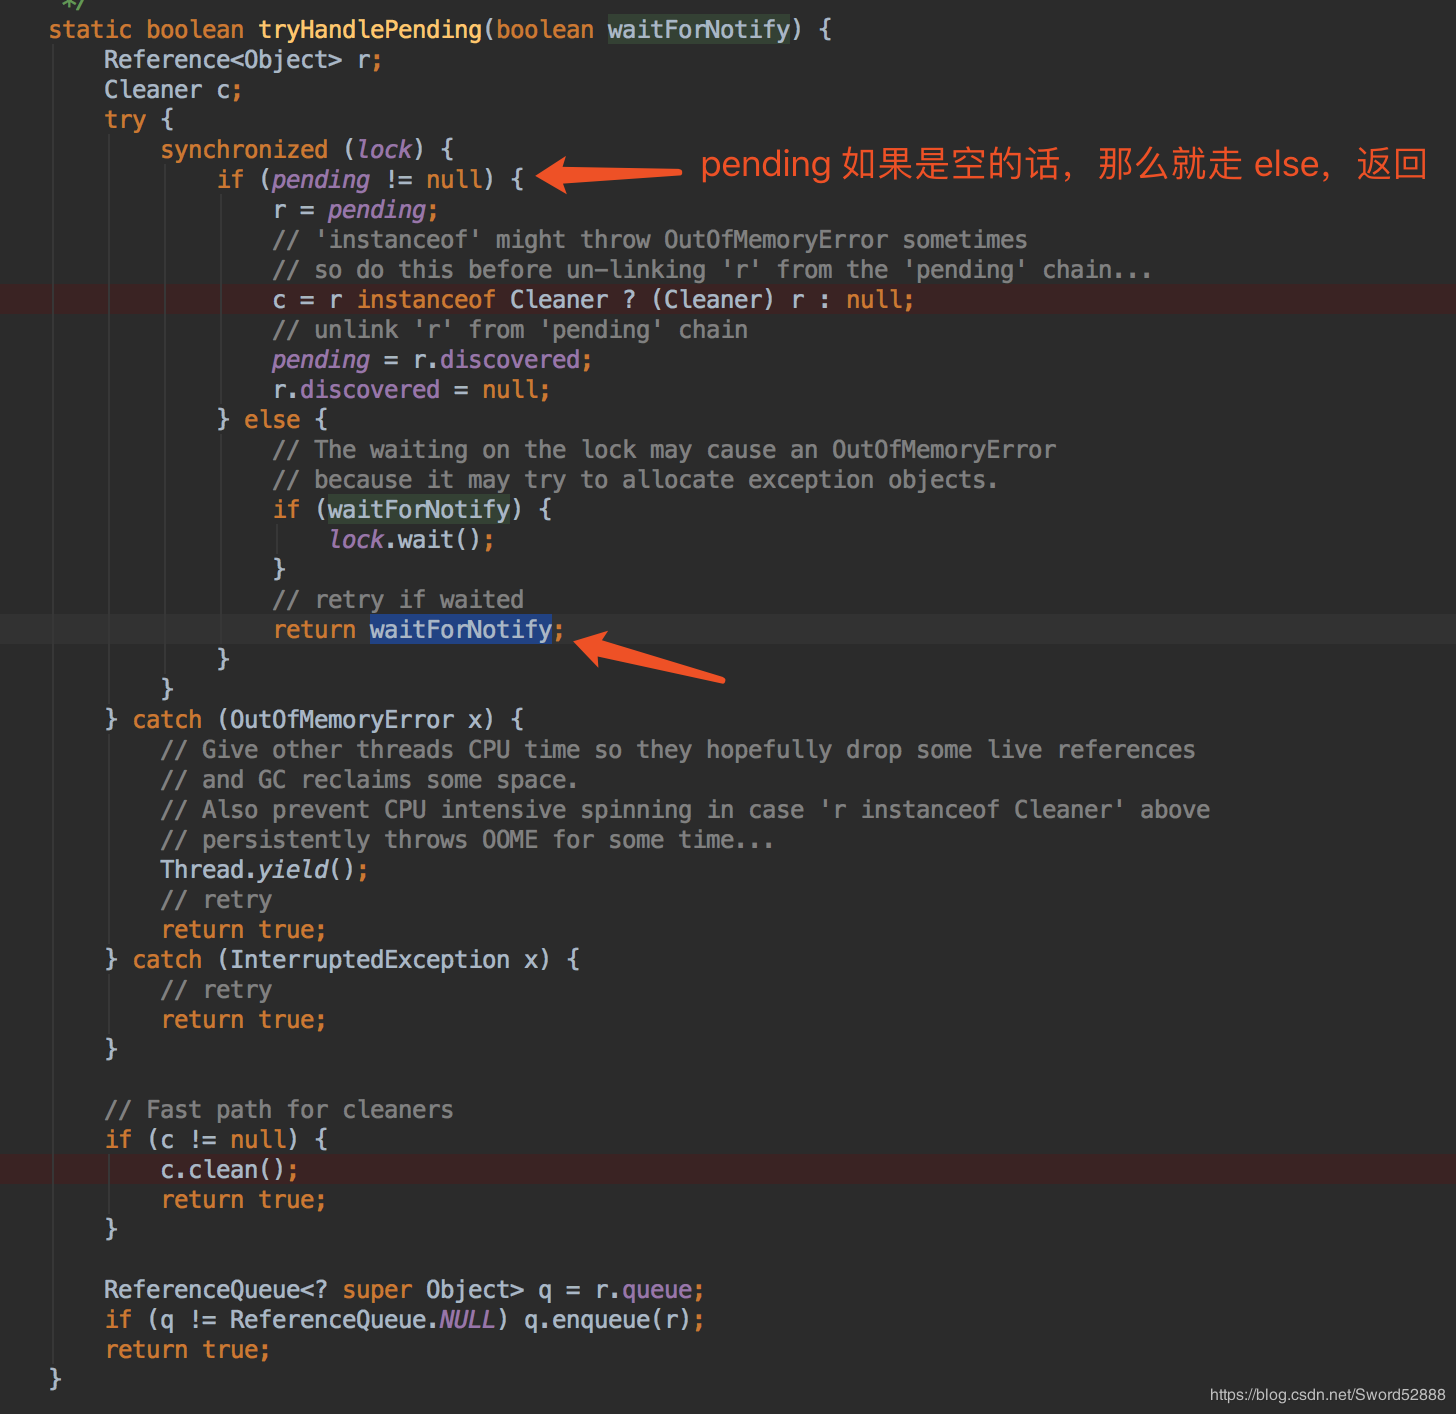 */
static boolean tryHandlePending(boolean waitForNotify) {
Reference<Object> r;
Cleaner c;
try {
synchronized (lock) {
if (pending != null) {
pending 如果是空的话，那么就走 else，返回
r = pending;
// 'instanceof' might throw OutOfMemoryError sometimes
// so do this before un-linking 'r' from the 'pending' chain...
c = r instanceof Cleaner ? (Cleaner) r : null;
// unlink 'r' from 'pending' chain
pending = r.discovered;
r.discovered = null;
} else {
// The waiting on the lock may cause an OutOfMemoryError
// because it may try to allocate exception objects.
if (waitForNotify) {
lock.wait();
}
// retry if waited
return waitForNotify;
}
}
} catch (OutOfMemoryError x) {
// Give other threads CPU time so they hopefully drop some live references
// and GC reclaims some space.
// Also prevent CPU intensive spinning in case 'r instanceof Cleaner' above
// persistently throws OOME for some time...
Thread.yield();
// retry
return true;
} catch (InterruptedException x) {
// retry
return true;
}
// Fast path for cleaners
if (c != null) {
c.clean();
return true;
}
ReferenceQueue<? super Object> q = r.queue;
if (q != ReferenceQueue.NULL) q.enqueue(r);
return true;
}
https://blog.csdn.net/Sword52888